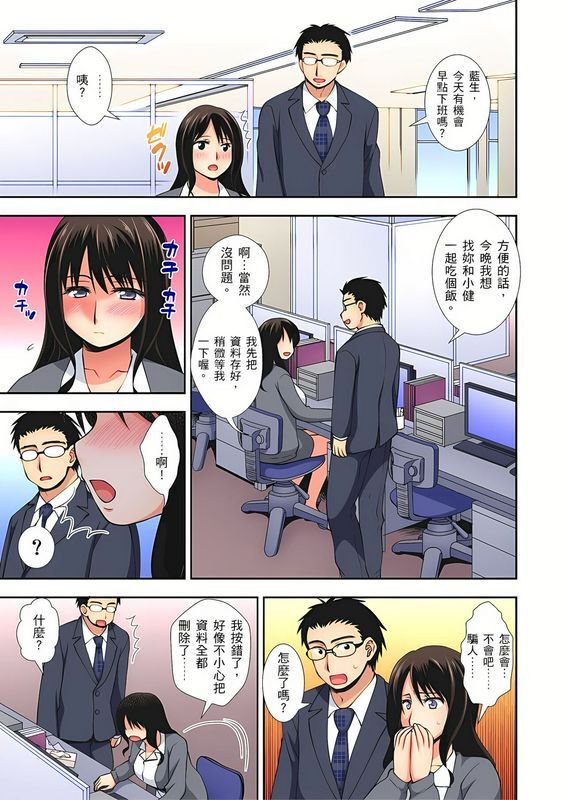 藍生，
今天有機會
早點下班嗎？
……
咦？
方便的話，
今晚我想
找妳和小健
一起吃個飯。
啊…當然
沒問題。
我先把
資料存好，
稍微等我
一下喔。
カチカチ
カチッ
……啊！
？
怎麼會……
不會吧……
騙人……
怎麼了嗎？
我按錯了，
好像不小心把
資料全都
刪除了……
什麼？